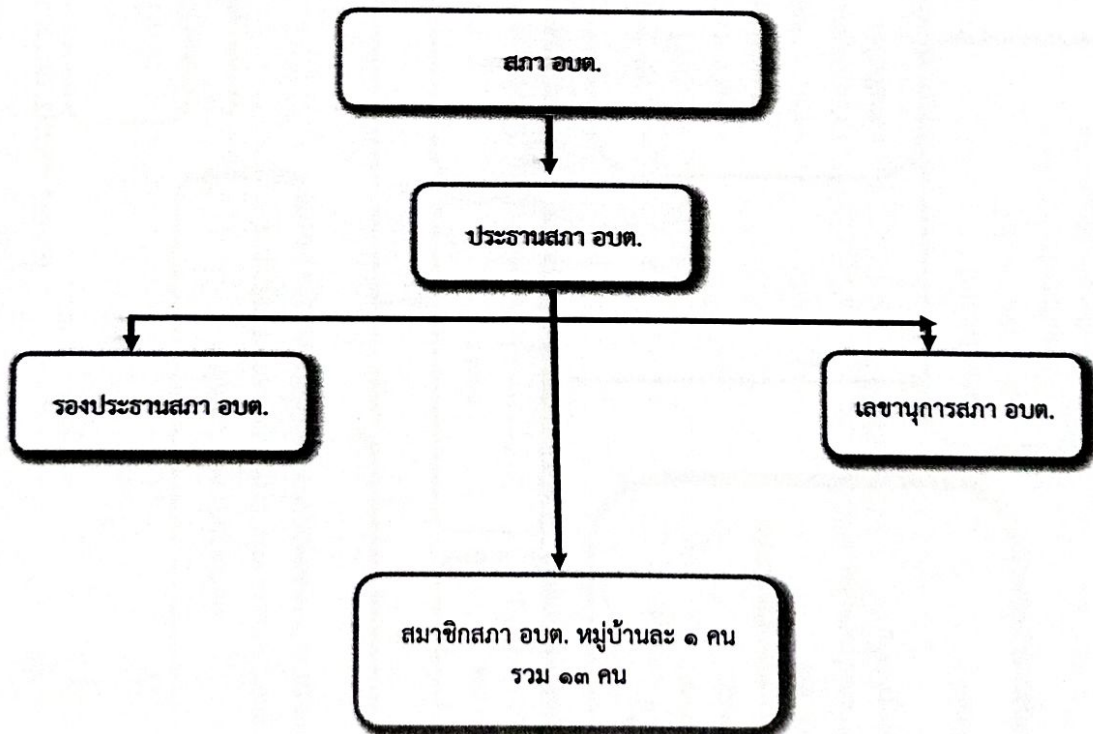 สภา อบต.
ประธานสภา อบต.
รองประธานสภา อบต.
เลขานุการสภา อบต.
สมาชิกสภา อบต. หมู่บ้านละ ๑ คน
รวม ๑๓ คน